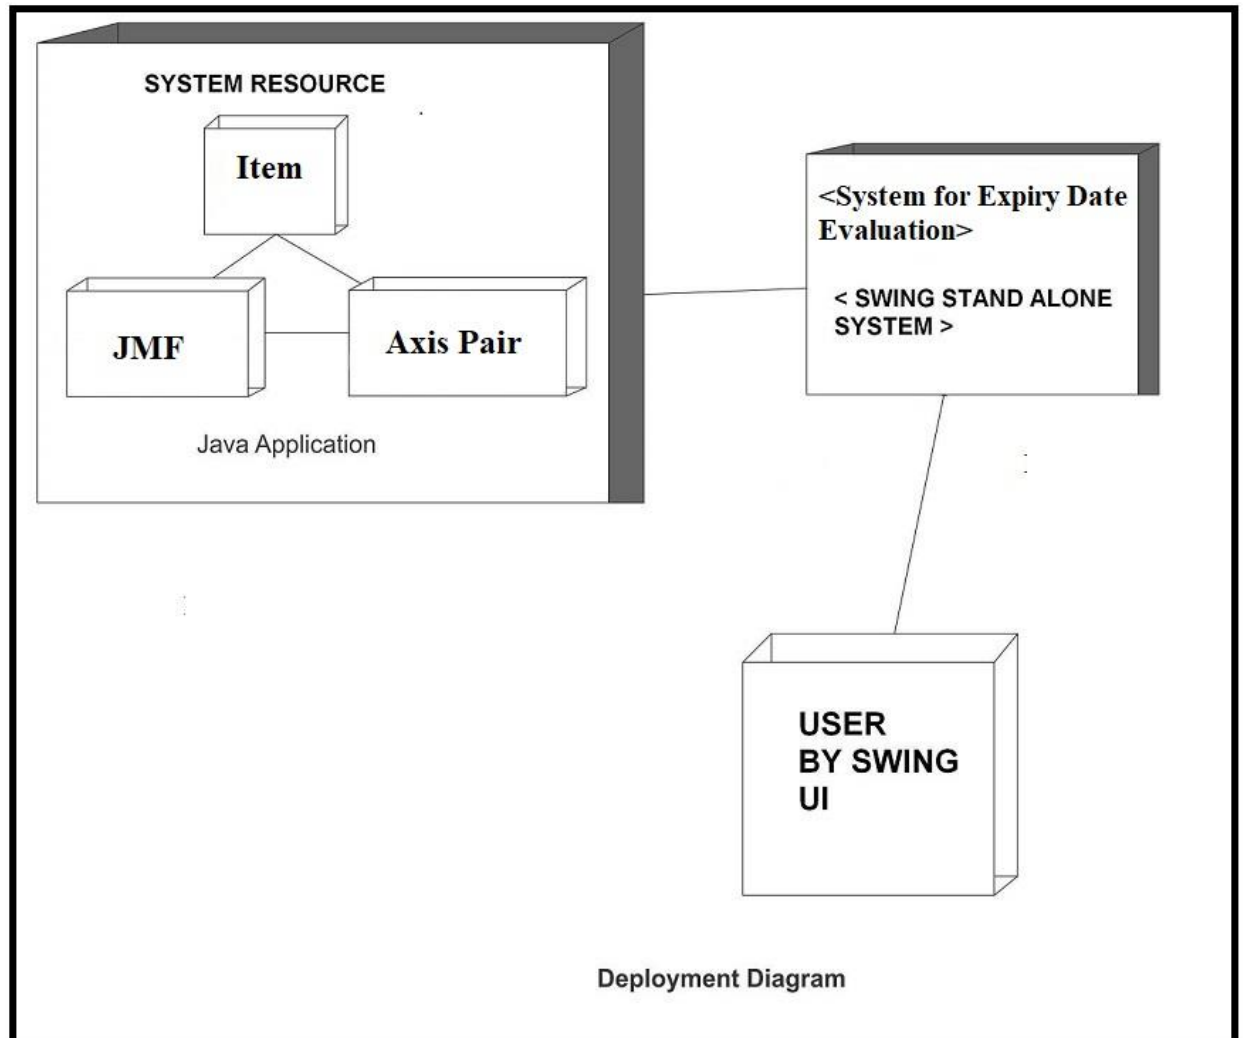 SYSTEM RESOURCE
Item
JMF
Axis Pair
Java Application
<System for Expiry Date
Evaluation>
< SWING STAND ALONE
SYSTEM >
USER
BY SWING
UI
Deployment Diagram